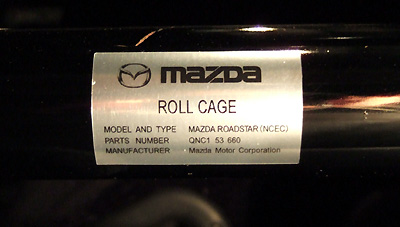 mazda
ROLL CAGE
MODEL AND TYPE MAZDA ROADSTAR (NCEC)
PARTS NUMBER QNC1 53 660
MANUFACTURER Mazda Motor Corporation